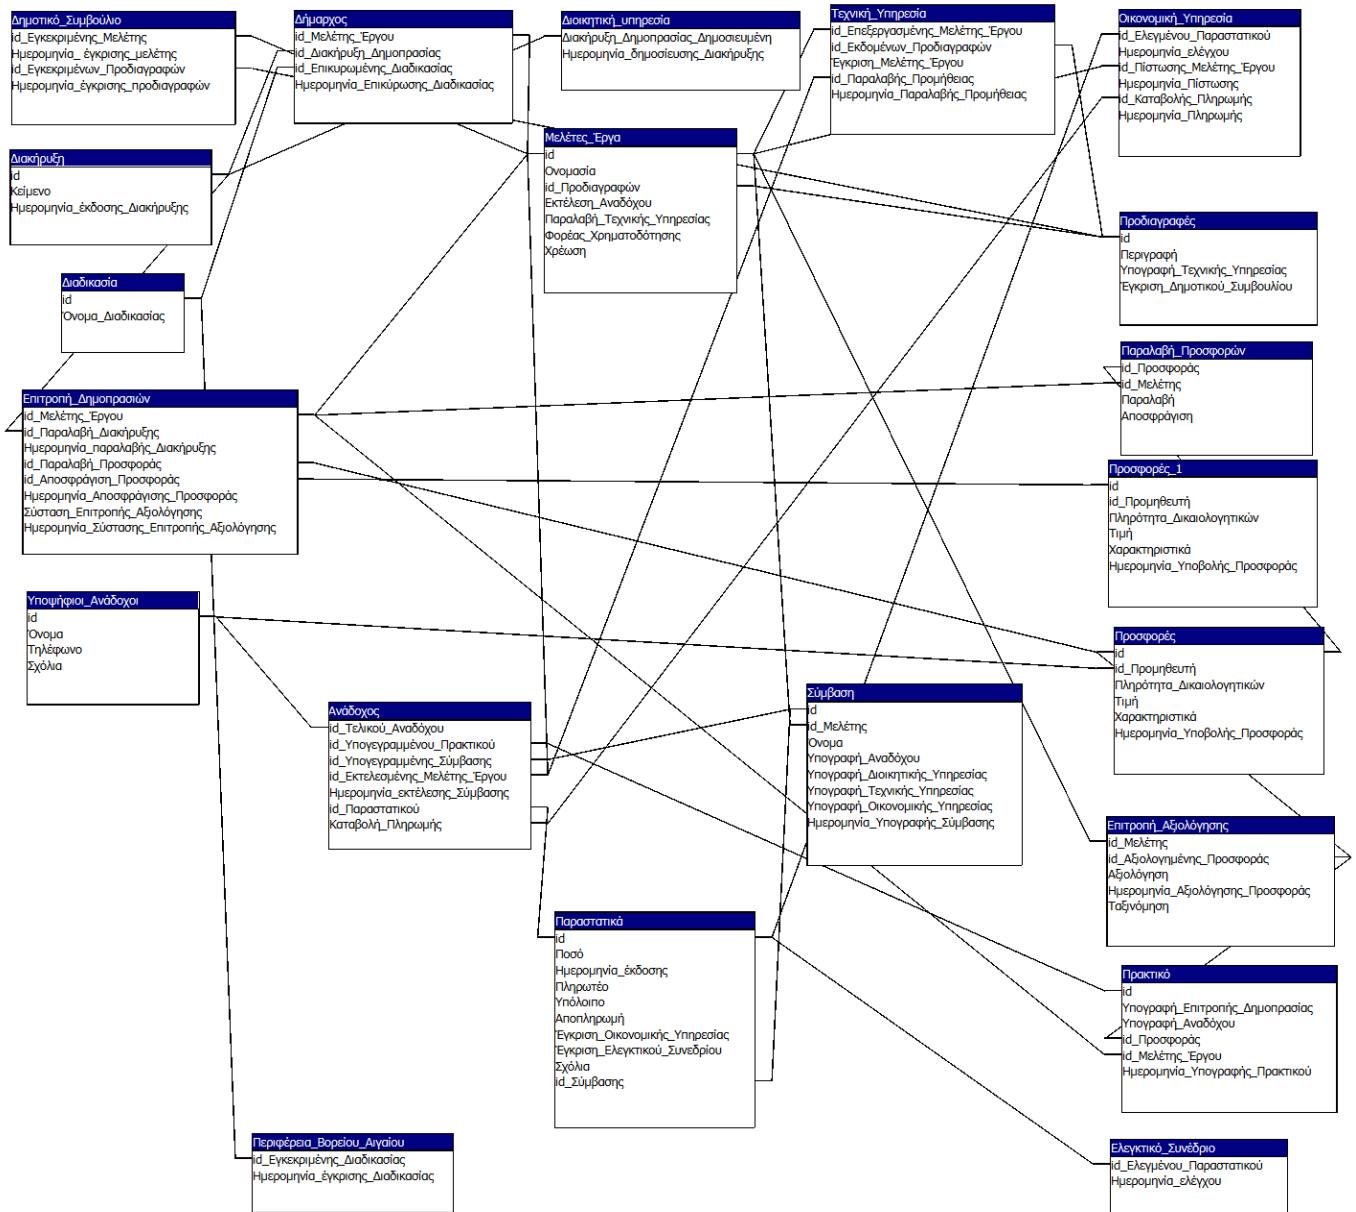 Δημοτικό_Συμβούλιο
id_Εγκεκριμένης_Μελέτης
Ημερομηνία_ έγκρισης_μελέτης
id_Εγκεκριμένων_Προδιαγραφών
Ημερομηνία_έγκρισης_προδιαγραφών
Δήμαρχος
id_Μελέτης_Έργου
id_Διακήρυξη_Δημοπρασίας
id_Επικυρωμένης_Διαδικασίας
Ημερομηνία_Επικύρωσης_Διαδικασίας
Διοικητική_υπηρεσία
Διακήρυξη_Δημοπρασίας_Δημοσιευμένη
Ημερομηνία_δημοσίευσης_Διακήρυξης
Τεχνική_Υπηρεσία
id_Επεξεργασμένης_Μελέτης_Έργου
id_Εκδομένων_Προδιαγραφών
Έγκριση_Μελέτης_Έργου
id_Παραλαβής_Προμήθειας
Ημερομηνία_Παραλαβής_Προμήθειας
Οικονομική_Υπηρεσία
id_Ελεγμένου_Παραστατικού
Ημερομηνία_ελέγχου
id_Πίστωσης_Μελέτης_Έργου
Ημερομηνία_Πίστωσης
id_Καταβολής_Πληρωμής
Ημερομηνία_Πληρωμής
Διακήρυξη
id
Κείμενο
Ημερομηνία_έκδοσης_Διακήρυξης
Μελέτες_Έργα
id
Ονομασία
id_Προδιαγραφών
Εκτέλεση_Αναδόχου
Παραλαβή_Τεχνικής_Υπηρεσίας
Φορέας_Χρηματοδότησης
Χρέωση
Προδιαγραφές
id
Περιγραφή
Υπογραφή_Τεχνικής_Υπηρεσίας
Έγκριση_Δημοτικού_Συμβουλίου
Διαδικασία
id
Όνομα_Διαδικασίας
Παραλαβή_Προσφορών
id_Προσφοράς
id_Μελέτης
Παραλαβή
Αποσφράγιση
Επιτροπή_Δημοπρασιών
id_Μελέτης_Έργου
id_Παραλαβή_Διακήρυξης
Ημερομηνία_παραλαβής_Διακήρυξης
id_Παραλαβή_Προσφοράς
id_Αποσφράγιση_Προσφοράς
Ημερομηνία_Αποσφράγισης_Προσφοράς
Σύσταση_Επιτροπής_Αξιολόγησης
Ημερομηνία_Σύστασης_Επιτροπής_Αξιολόγησης
Προσφορές_1
id
id_Προμηθευτή
Πληρότητα_Δικαιολογητικών
Τιμή
Χαρακτηριστικά
Ημερομηνία_Υποβολής_Προσφοράς
Υποψήφιοι_Ανάδοχοι
id
Όνομα
Τηλέφωνο
Σχόλια
Προσφορές
id
id_Προμηθευτή
Πληρότητα_Δικαιολογητικών
Τιμή
Χαρακτηριστικά
Ημερομηνία_Υποβολής_Προσφοράς
Ανάδοχος
id_Τελικού_Αναδόχου
id_Υπογεγραμμένου_Πρακτικού
id_Υπογεγραμμένης_Σύμβασης
id_Εκτελεσμένης_Μελέτης_Έργου
Ημερομηνία_εκτέλεσης_Σύμβασης
id_Παραστατικού
Καταβολή_Πληρωμής
Σύμβαση
id
id_Μελέτης
Όνομα
Υπογραφή_Αναδόχου
Υπογραφή_Διοικητικής_Υπηρεσίας
Υπογραφή_Τεχνικής_Υπηρεσίας
Υπογραφή_Οικονομικής_Υπηρεσίας
Ημερομηνία_Υπογραφής_Σύμβασης
Επιτροπή_Αξιολόγησης
id_Μελέτης
id_Αξιολογημένης_Προσφοράς
Αξιολόγηση
Ημερομηνία_Αξιολόγησης_Προσφοράς
Ταξινόμηση
Παραστατικά
id
Ποσό
Ημερομηνία_έκδοσης
Πληρωτέο
Υπόλοιπο
Αποπληρωμή
Έγκριση_Οικονομικής_Υπηρεσίας
Έγκριση_Ελεγκτικού_Συνεδρίου
Σχόλια
id_Σύμβασης
Πρακτικό
id
Υπογραφή_Επιτροπής_Δημοπρασίας
Υπογραφή_Αναδόχου
id_Προσφοράς
id_Μελέτης_Έργου
Ημερομηνία_Υπογραφής_Πρακτικού
Περιφέρεια_Βορείου_Αιγαίου
id_Εγκεκριμένης_Διαδικασίας
Ημερομηνία_έγκρισης_Διαδικασίας
Ελεγκτικό_Συνέδριο
id_Ελεγμένου_Παραστατικού
Ημερομηνία_ελέγχου